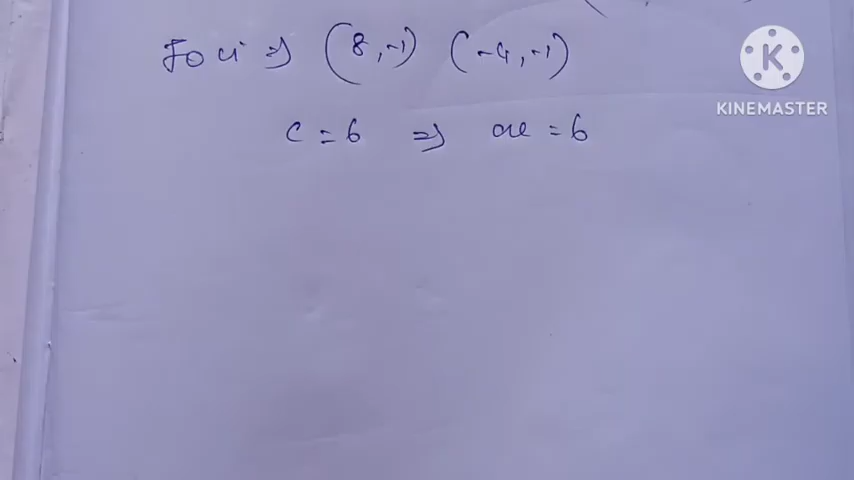 Foci ⇒ (8,-1) (-4,-1)
c = 6 ⇒ ae = 6
KINEMASTER